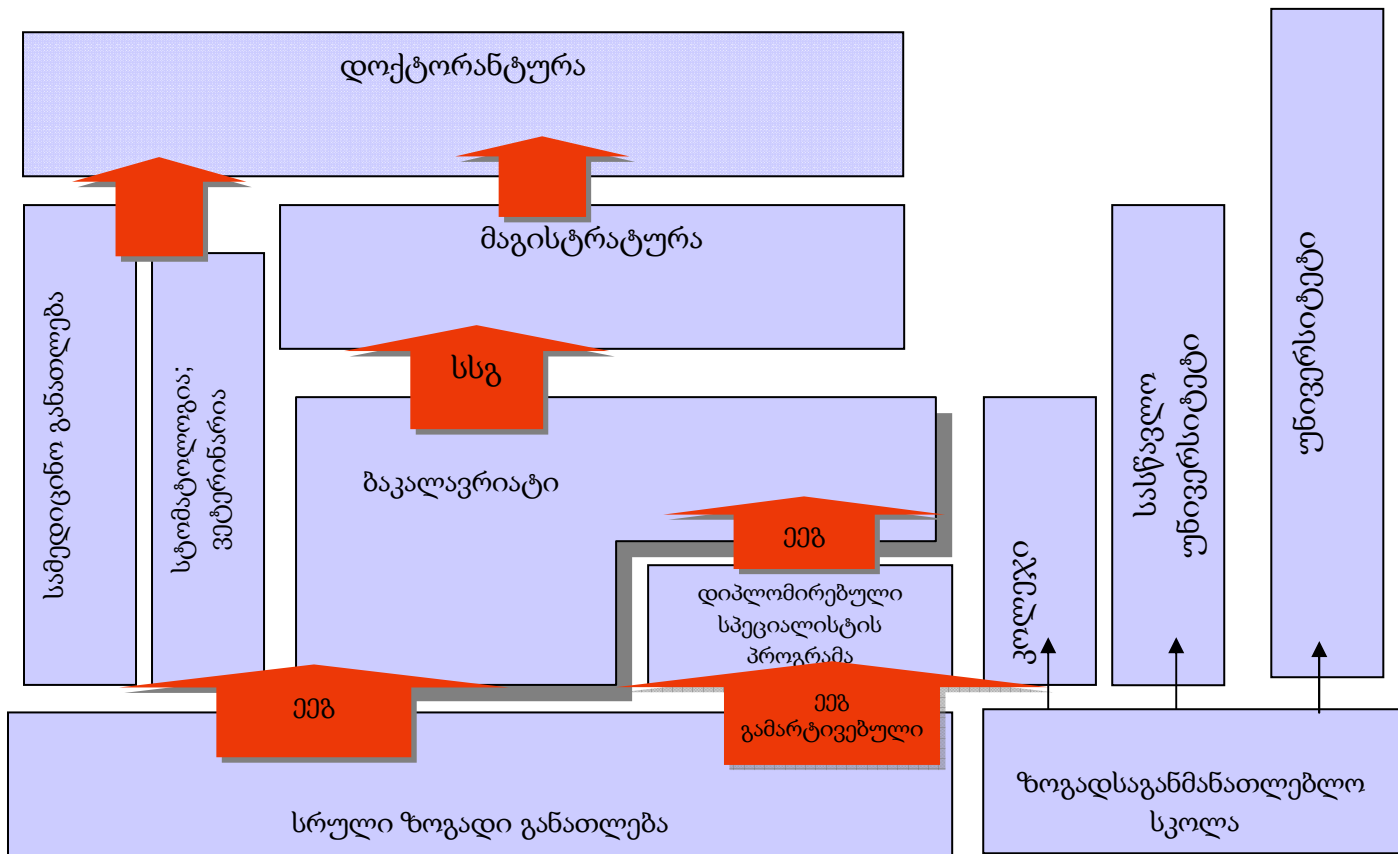 დოქტორანტურა
მაგისტრატურა
სამედიცინო განათლება
სტომატოლოგია;
ვეტერინარია
სსგ
ბაკალავრიატი
ეეგ
დიპლომირებული
სპეციალისტის
პროგრამა
კოლეჯი
სასწავლო
უნივერსიტეტი
უნივერსიტეტი
ეეგ
ეეგ
გამარტივებული
სრული ზოგადი განათლება
ზოგადსაგანმანათლებლო
სკოლა